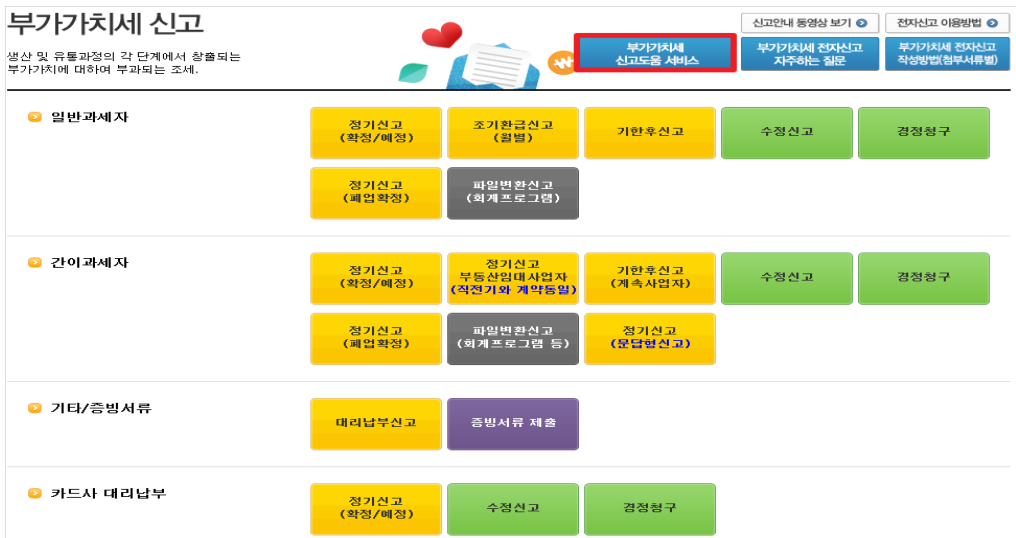 부가가치세 신고
생산 및 유통과정의 각 단계에서 창출되는
부가가치에 대하여 부과되는 조세.
신고안내 동영상 보기
전자신고 이용방법
₩
부가가치세
신고도움 서비스
부가가치세 전자신고
자주하는 질문
부가가치세 전자신고
작성방법(첨부서류별)
일반과세자
정기신고
(확정/예정)
조기환급신고
(월별)
기한후신고
수정신고
경정청구
정기신고
(폐업확정)
파일변환신고
(회계프로그램)
간이과세자
정기신고
(확정/예정)
정기신고
부동산임대사업자
(직전기와 계약동일)
기한후신고
(계속사업자)
수정신고
경정청구
정기신고
(폐업확정)
파일변환신고
(회계프로그램 등)
정기신고
(문답형신고)
기타/증빙서류
대리납부신고
증빙서류 제출
카드사 대리납부
정기신고
(확정/예정)
수정신고
경정청구